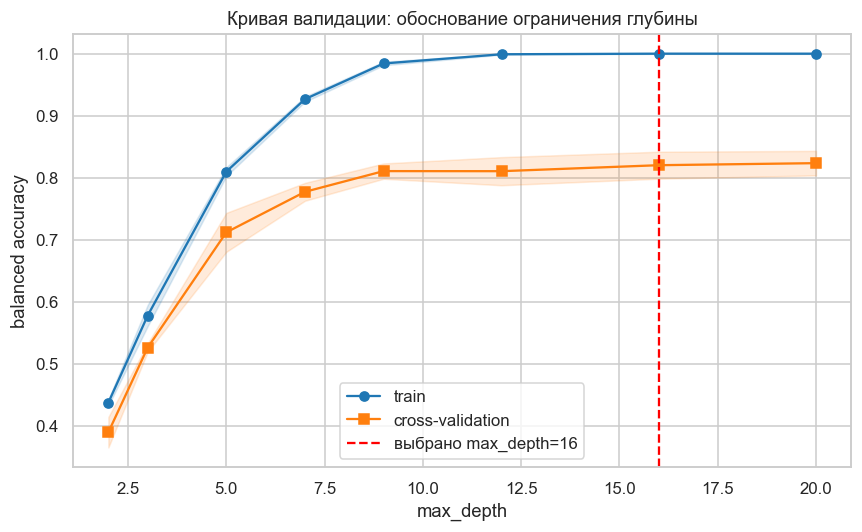 Кривая валидации: обоснование ограничения глубины
balanced accuracy
1.0
0.9
0.8
0.7
0.6
0.5
0.4
train
cross-validation
выбрано max_depth=16
2.5 5.0 7.5 10.0 12.5 15.0 17.5 20.0
max_depth